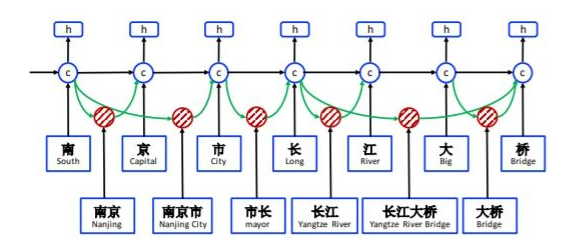 h h h h h h h
c c c c c c c
南 京 市 长 江 大 桥
South Capital City Long River Big Bridge
南京 南京市 市长 长江 长江大桥 大桥
Nanjing Nanjing City mayor Yangtze River Yangtze River Bridge Bridge